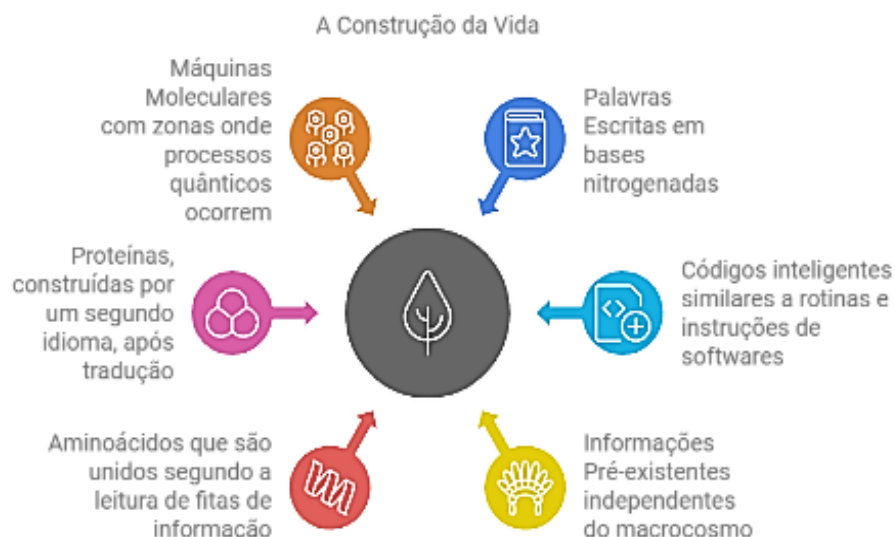 A Construção da Vida
Máquinas
Moleculares
com zonas onde
processos
quânticos
ocorrem
Palavras
Escritas em
bases
nitrogenadas
Proteínas,
construídas por
um segundo
idioma, após
tradução
Códigos inteligentes
similares a rotinas e
instruções de
softwares
Aminoácidos que são
unidos segundo a
leitura de fitas de
informação
Informações
Pré-existentes
independentes
do macrocosmo